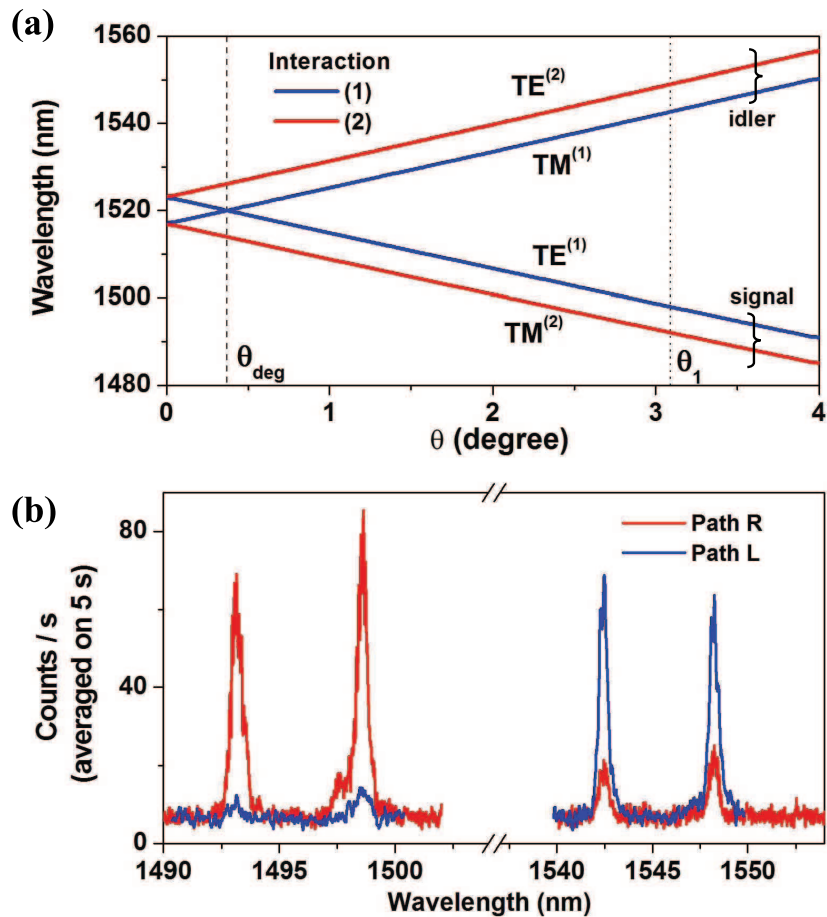 (a)
1560
1540
1520
1500
1480
Wavelength (nm)
Interaction
(1)
(2)
TE(2)
TM(1)
TE(1)
TM(2)
idler
signal
θdeg
θ1
0
1
2
3
4
θ (degree)
(b)
80
40
0
Counts / s
(averaged on 5 s)
Path R
Path L
1490
1495
1500
1540
1545
1550
Wavelength (nm)